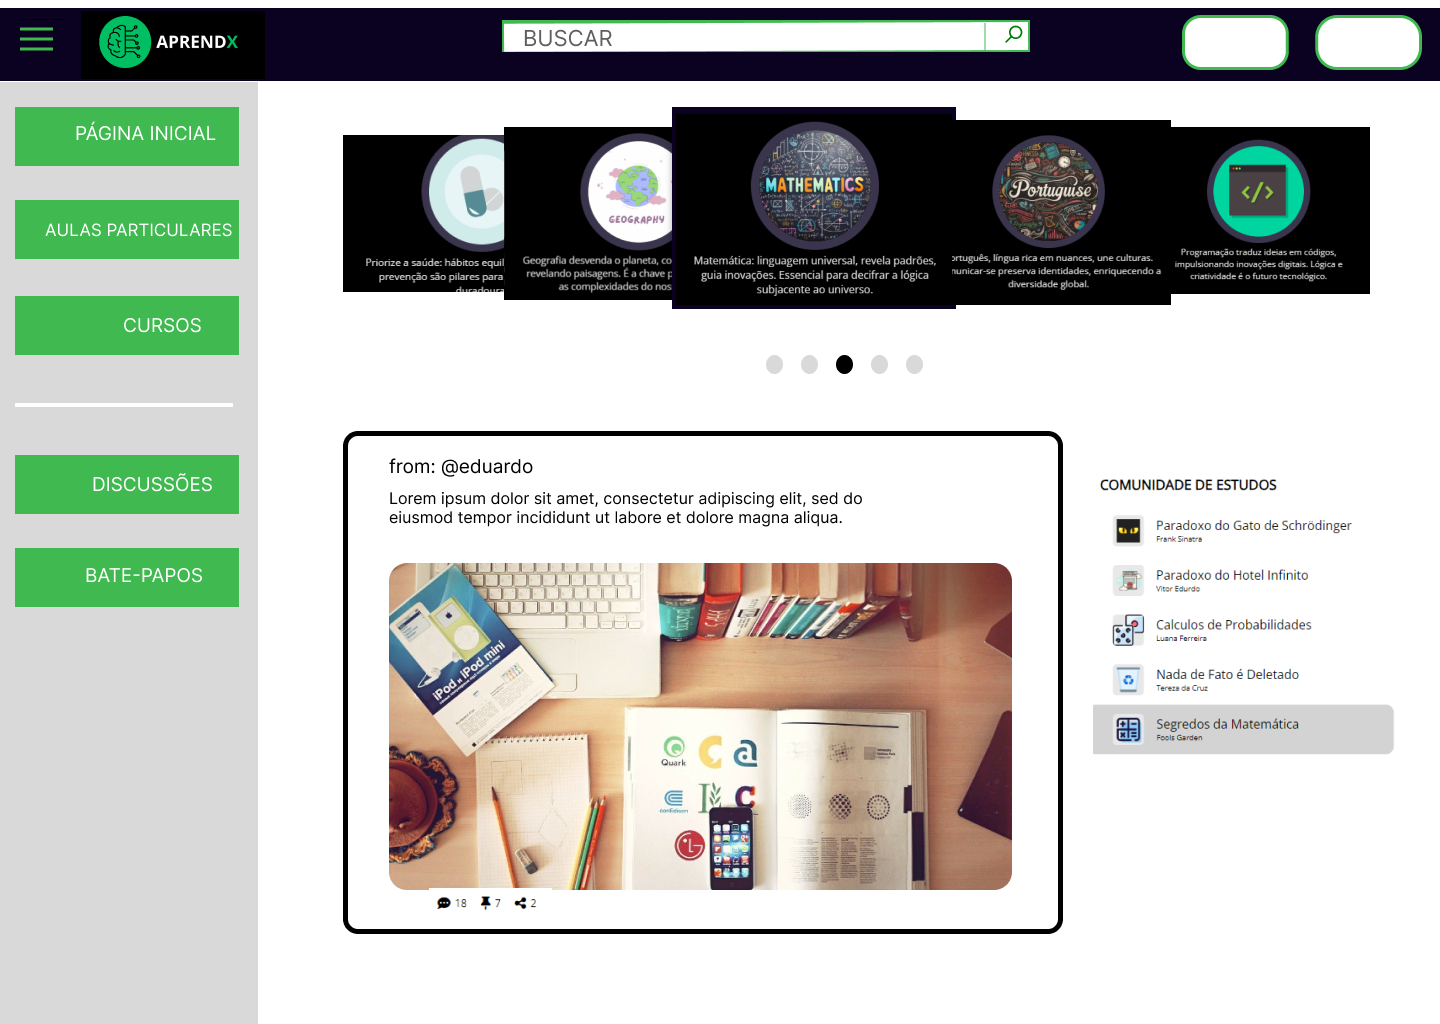 APRENDX
BUSCAR
PÁGINA INICIAL
AULAS PARTICULARES
CURSOS
DISCUSSÕES
BATE-PAPOS
Priorize a saúde: hábitos equil
prevenção são pilares para
duradoura
GEOGRAPHY
Geografia desvenda o planeta, co
revelando paisagens. É a chave p
as complexidades do nos
MATHEMATICS
Matemática: linguagem universal, revela padrões,
guia inovações. Essencial para decifrar a lógica
subjacente ao universo.
Portuguise
ortuguês, língua rica em nuances, une culturas.
municar-se preserva identidades, enriquecendo a
diversidade global.
</>
Programação traduz ideias em códigos,
impulsionando inovações digitais. Lógica e
criatividade é o futuro tecnológico.
from: @eduardo
Lorem ipsum dolor sit amet, consectetur adipiscing elit, sed do
eiusmod tempor incididunt ut labore et dolore magna aliqua.
iPod и iPod mini
Quark
C a
C
LG
18 7 2
COMUNIDADE DE ESTUDOS
Paradoxo do Gato de Schrödinger
Frank Sinatra
Paradoxo do Hotel Infinito
Vitor Edurdo
Calculos de Probabilidades
Luana Ferreira
Nada de Fato é Deletado
Tereza da Cruz
Segredos da Matemática
Fools Garden